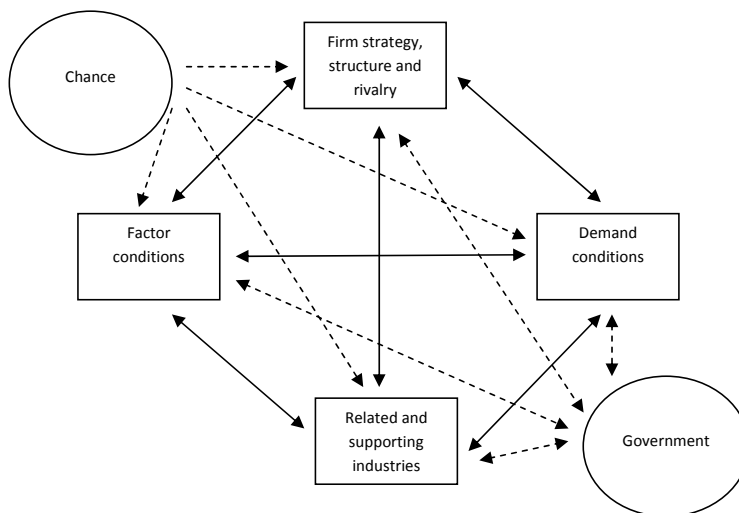 Chance
Firm strategy,
structure and
rivalry
Factor
conditions
Demand
conditions
Related and
supporting
industries
Government